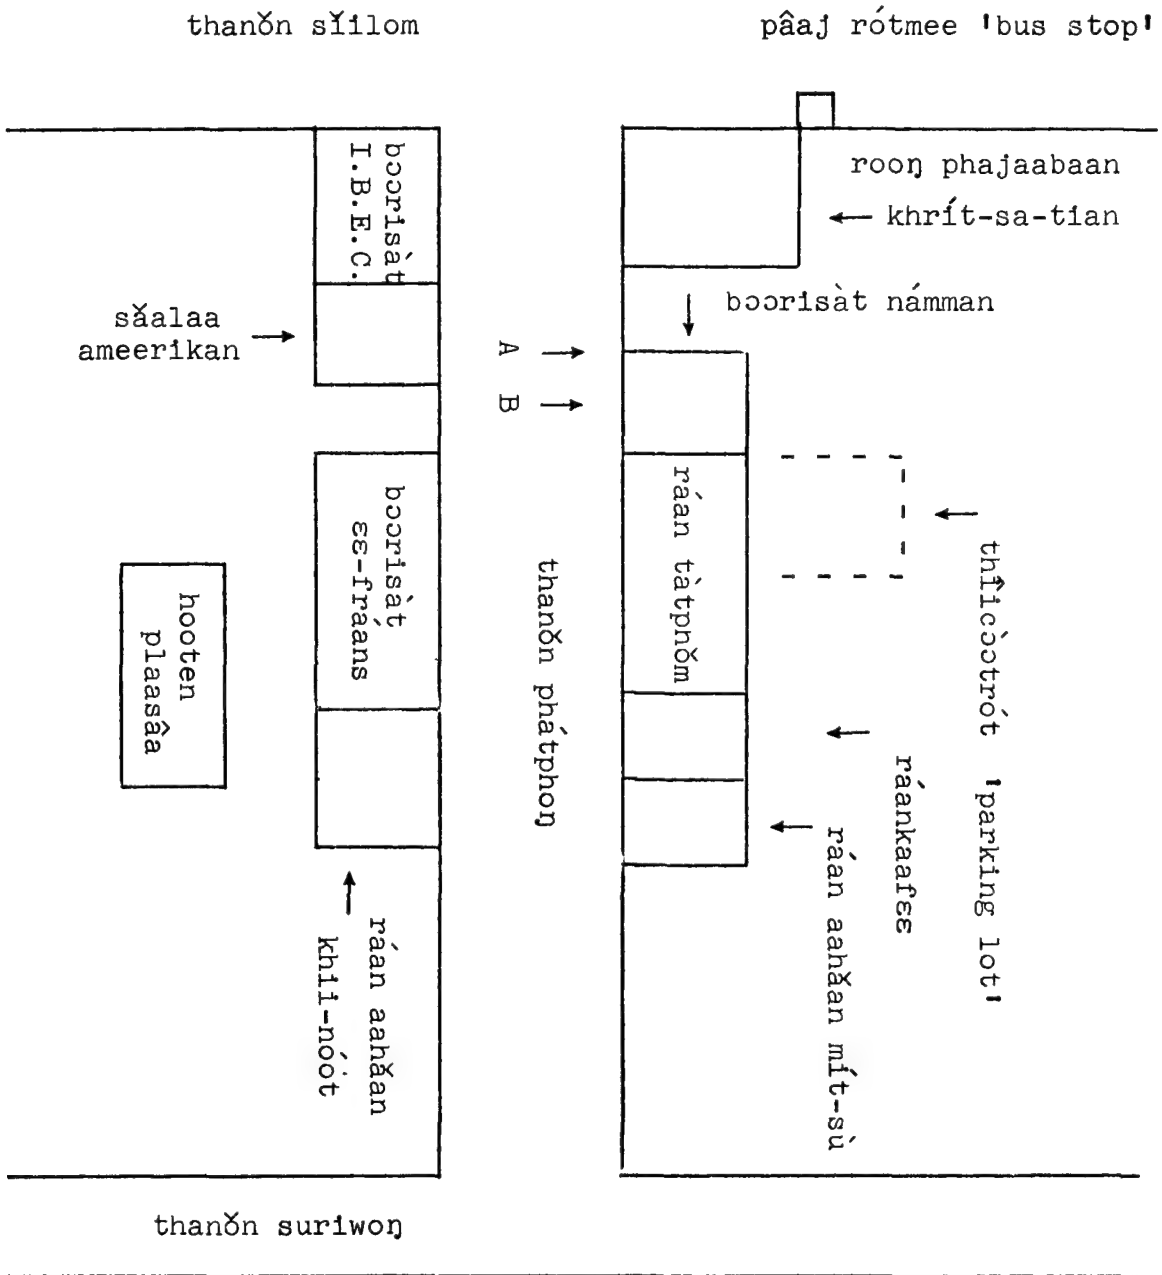 thanǒn sǐilom
pâaj rótmee 'bus stop'
bɔɔrisàt
I.B.E.C.
rooŋ phajaabaan
khrít-sa-tian
bɔɔrisàt námman
sǎalaa
ameerikan
A
B
bɔɔrisàt
ɛɛ-fráans
ráan tàtphǒm
thîicɔ̀ɔtrót 'parking lot'
hooten
plaasâa
thanǒn phátphoŋ
ráankaafɛɛ
ráan aahǎan mít-sù
ráan aahǎan
khii-nóot
thanǒn suriwoŋ